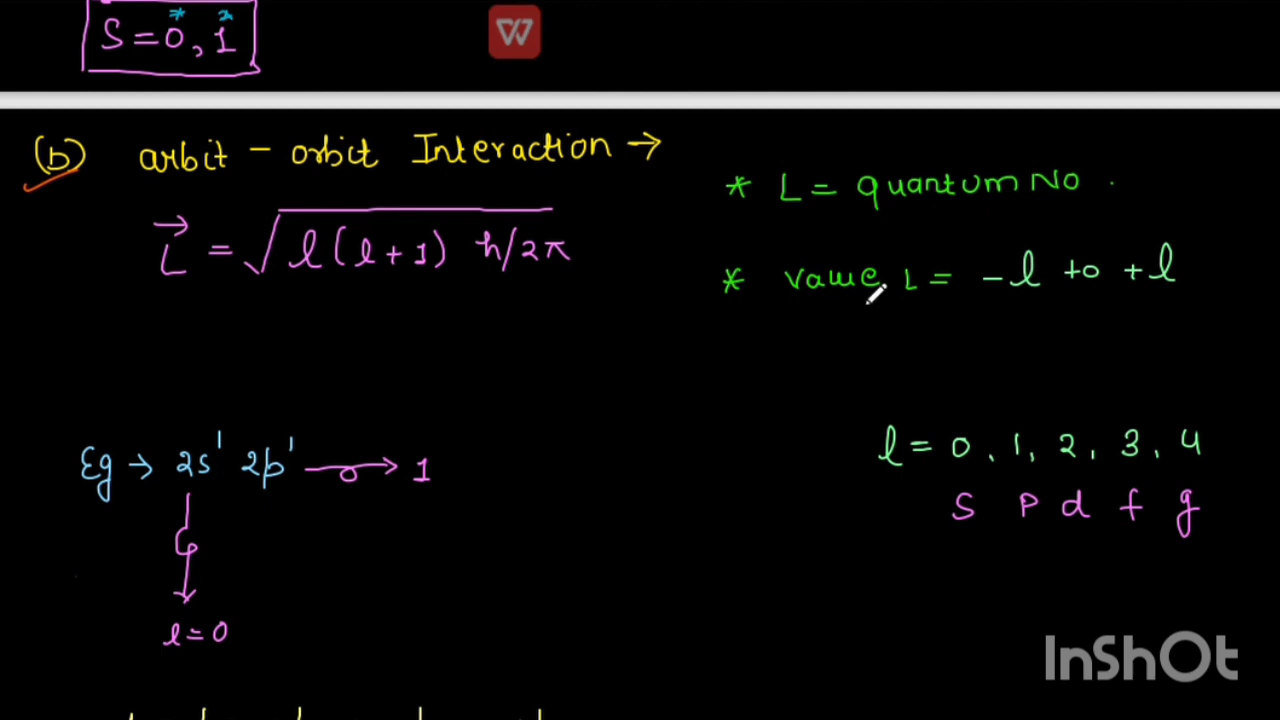 S = 0, 1
(b) orbit - orbit Interaction →
* L = quantum No.
L⃗ = √l(l+1) h/2π
* value, L = -l to +l
Eg → 2s¹ 2p¹ → 1
l = 0, 1, 2, 3, 4
S P d f g
l = 0
InShOt